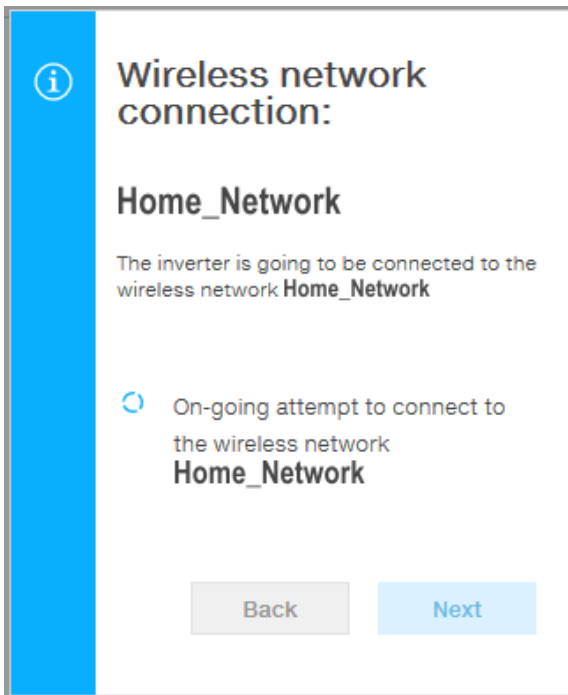 Wireless network
connection:
Home_Network
The inverter is going to be connected to the
wireless network Home_Network
On-going attempt to connect to
the wireless network
Home_Network
Back
Next